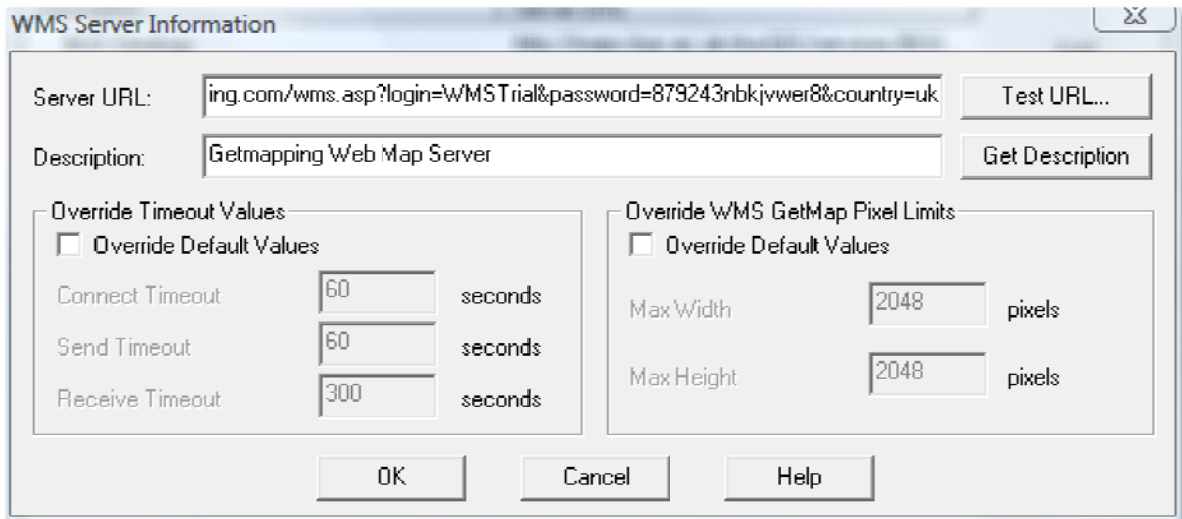 WMS Server Information
Server URL: ing.com/wms.asp?login=WMSTrial&password=879243nbkjvwer8&country=uk Test URL...
Description: Getmapping Web Map Server Get Description
Override Timeout Values Override WMS GetMap Pixel Limits
Override Default Values Override Default Values
Connect Timeout 60 seconds
Max Width 2048 pixels
Send Timeout 60 seconds
Max Height 2048 pixels
Receive Timeout 300 seconds
OK Cancel Help